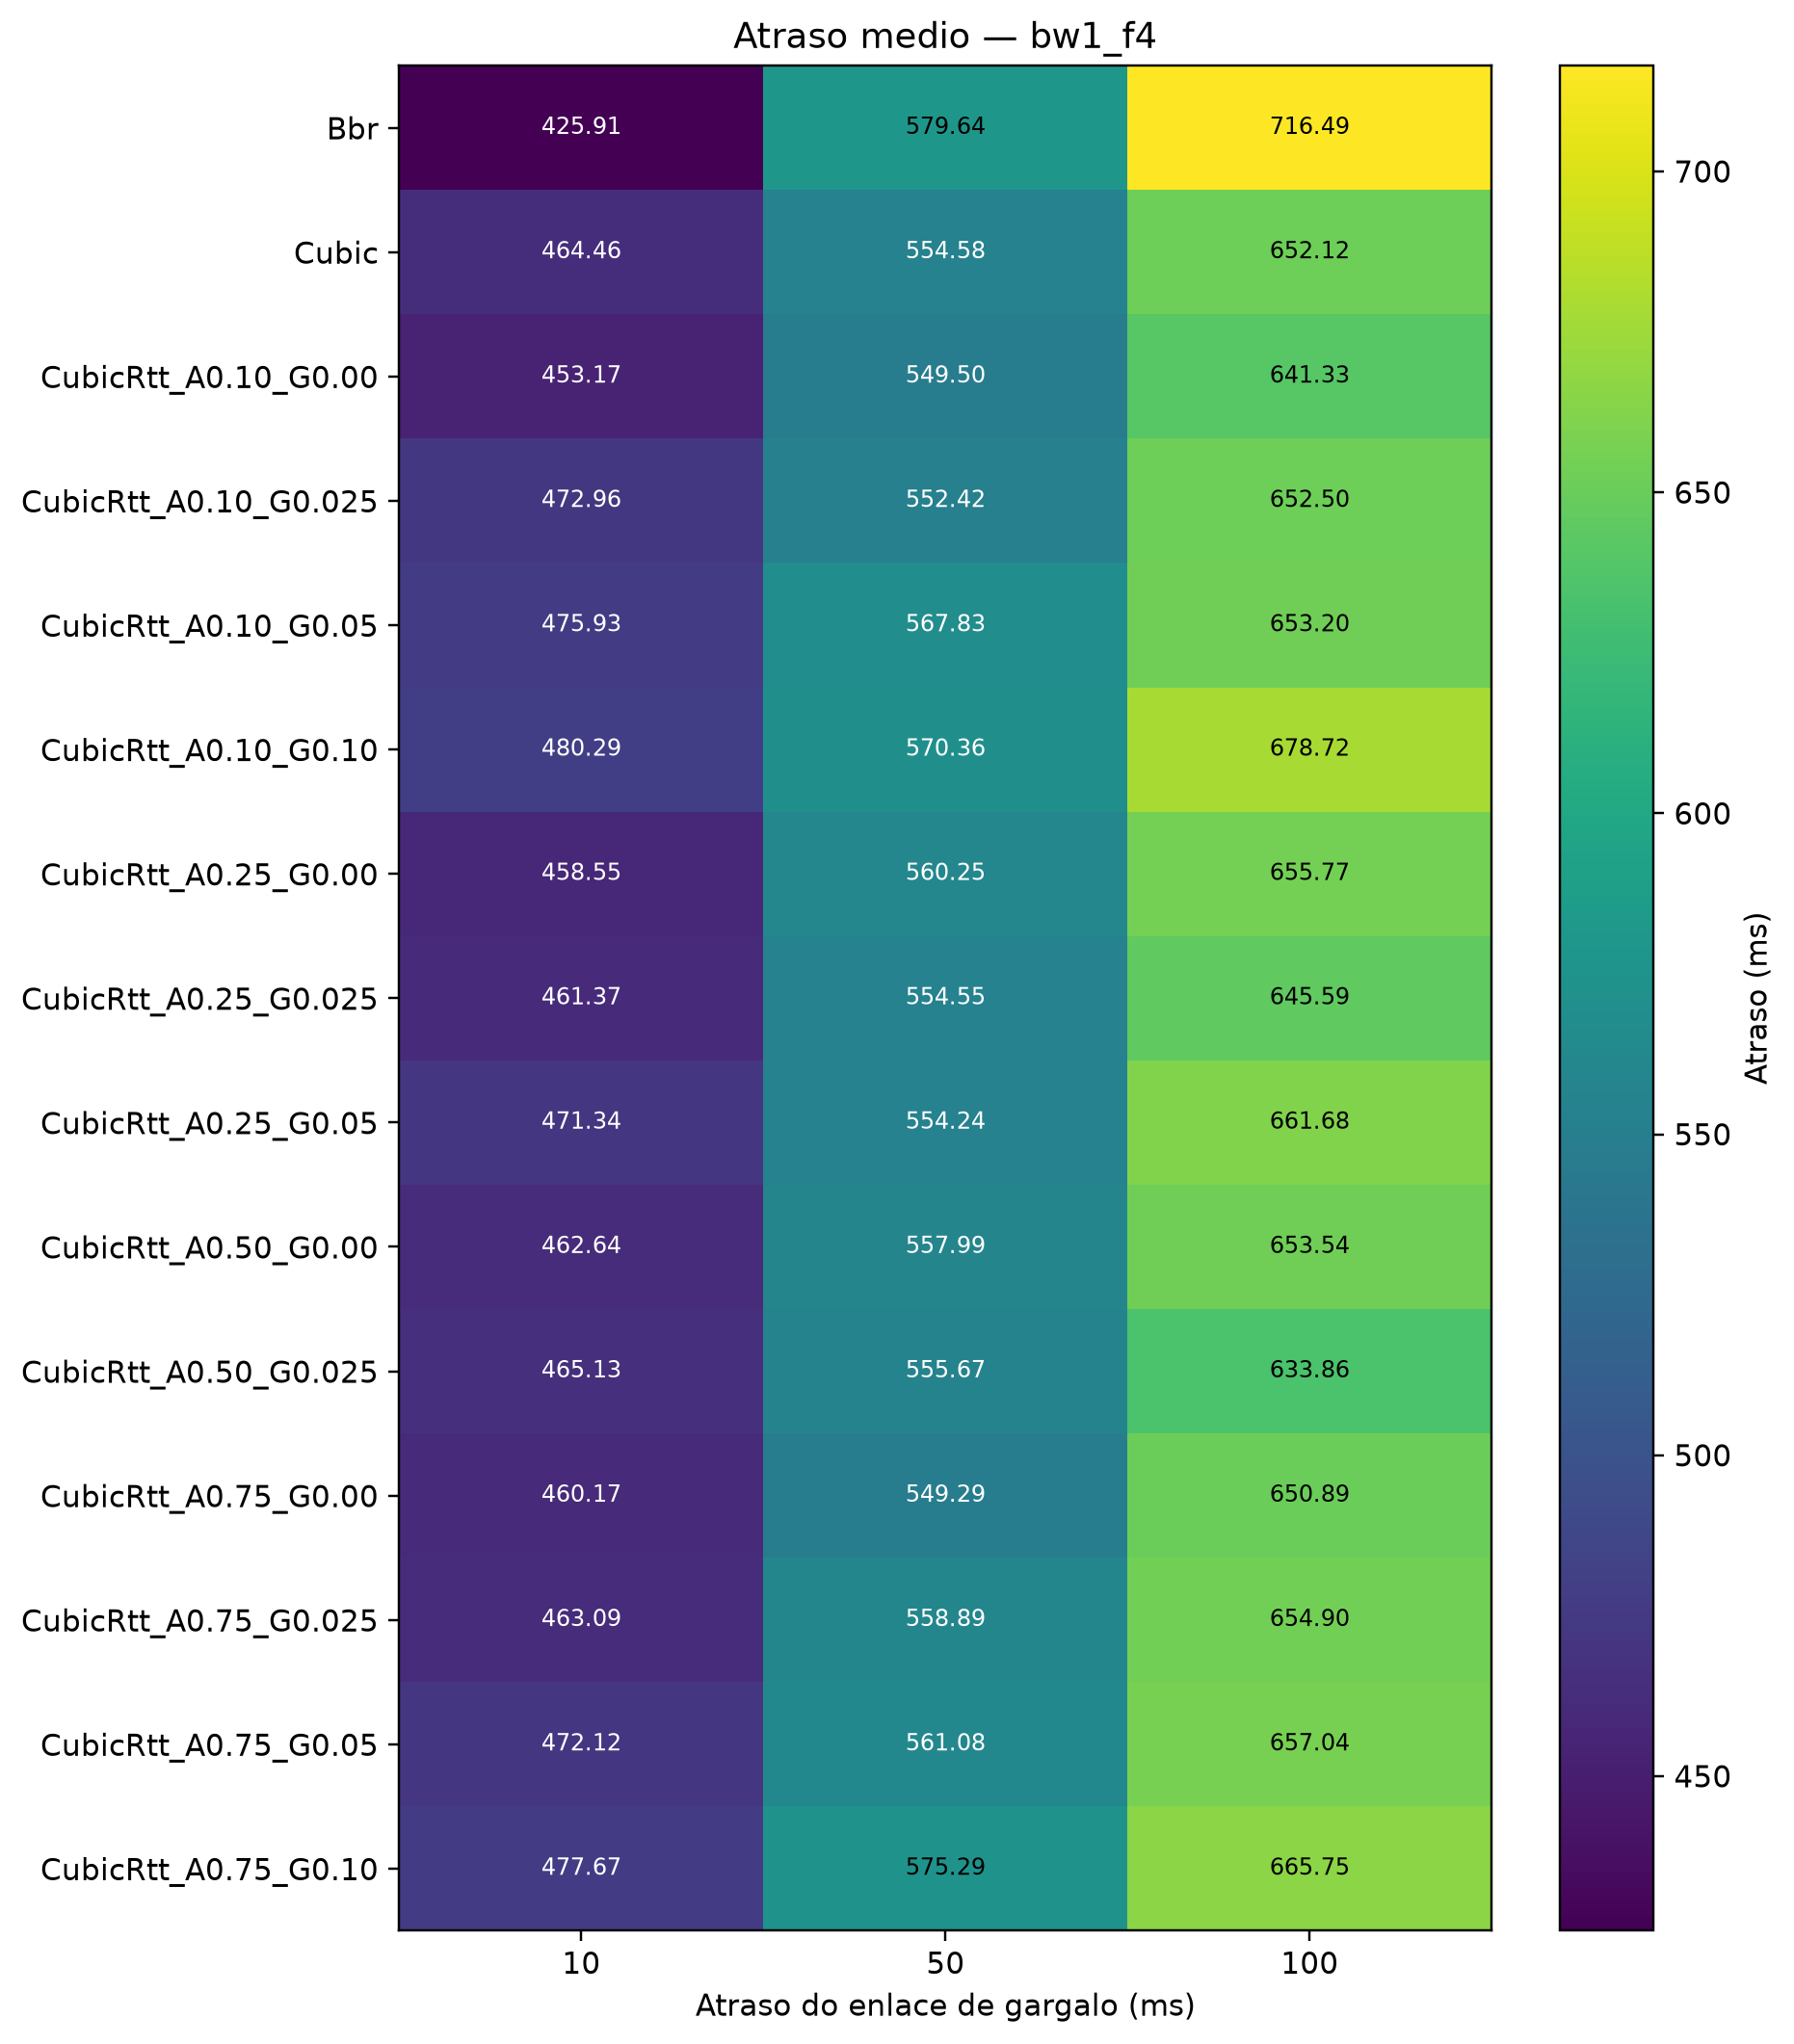 Atraso medio — bw1_f4
Bbr 425.91 579.64 716.49
Cubic 464.46 554.58 652.12
CubicRtt_A0.10_G0.00 453.17 549.50 641.33
CubicRtt_A0.10_G0.025 472.96 552.42 652.50
CubicRtt_A0.10_G0.05 475.93 567.83 653.20
CubicRtt_A0.10_G0.10 480.29 570.36 678.72
CubicRtt_A0.25_G0.00 458.55 560.25 655.77
CubicRtt_A0.25_G0.025 461.37 554.55 645.59
CubicRtt_A0.25_G0.05 471.34 554.24 661.68
CubicRtt_A0.50_G0.00 462.64 557.99 653.54
CubicRtt_A0.50_G0.025 465.13 555.67 633.86
CubicRtt_A0.75_G0.00 460.17 549.29 650.89
CubicRtt_A0.75_G0.025 463.09 558.89 654.90
CubicRtt_A0.75_G0.05 472.12 561.08 657.04
CubicRtt_A0.75_G0.10 477.67 575.29 665.75
10 50 100
Atraso do enlace de gargalo (ms)
700
650
600
550
500
450
Atraso (ms)